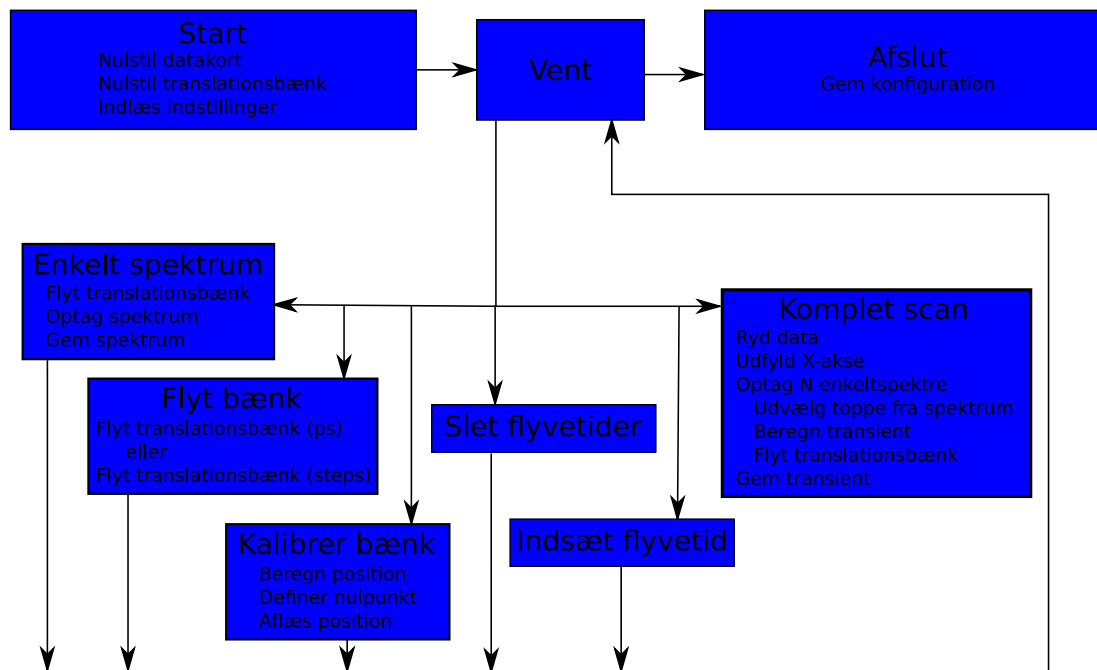 Start
Nulstil datakort
Nulstil translationsbænk
Indlæs indstillinger
Vent
Afslut
Gem konfiguration
Enkelt spektrum
Flyt translationsbænk
Optag spektrum
Gem spektrum
Flyt bænk
Flyt translationsbænk (ps)
eller
Flyt translationsbænk (steps)
Kalibrer bænk
Beregn position
Definer nulpunkt
Aflæs position
Slet flyvetider
Indsæt flyvetid
Komplet scan
Ryd data
Udfyld X-akse
Optag N enkeltspektre
Udvælg toppe fra spektrum
Beregn transient
Flyt translationsbænk
Gem transient